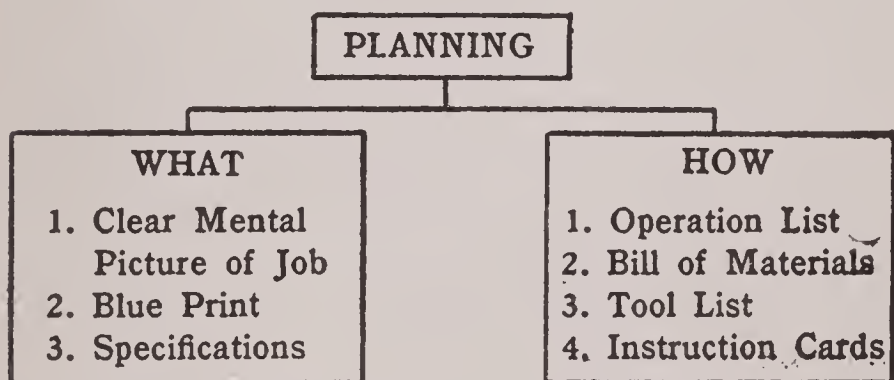 PLANNING
WHAT
1. Clear Mental
Picture of Job
2. Blue Print
3. Specifications
HOW
1. Operation List
2. Bill of Materials
3. Tool List
4. Instruction Cards